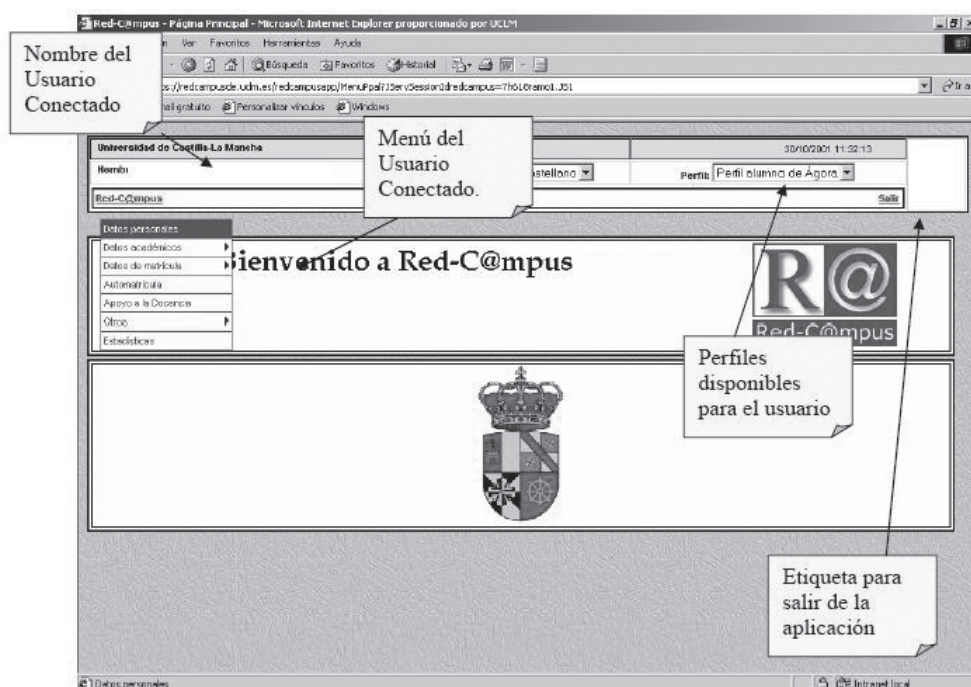 Red-C@mpus - Página Principal - Microsoft Internet Explorer proporcionado por UCLM
Ver Favoritos Herramientas Ayuda
Búsqueda Favoritos Historial
Ir a
Personalizar vínculos Windows
Nombre del
Usuario
Conectado
Menú del
Usuario
Conectado.
Universidad de Castilla-La Mancha
30/10/2001 11:32:13
Perfil: Perfil alumno de Ágora
Red-C@mpus
Salir
Datos personales
Datos académicos
Datos de matrícula
Automatrícula
Apoyo a la Docencia
Otros
Estadísticas
Bienvenido a Red-C@mpus
R@
Red-C@mpus
Perfiles
disponibles
para el usuario
Etiqueta para
salir de la
aplicación
Datos personales
Intranet local